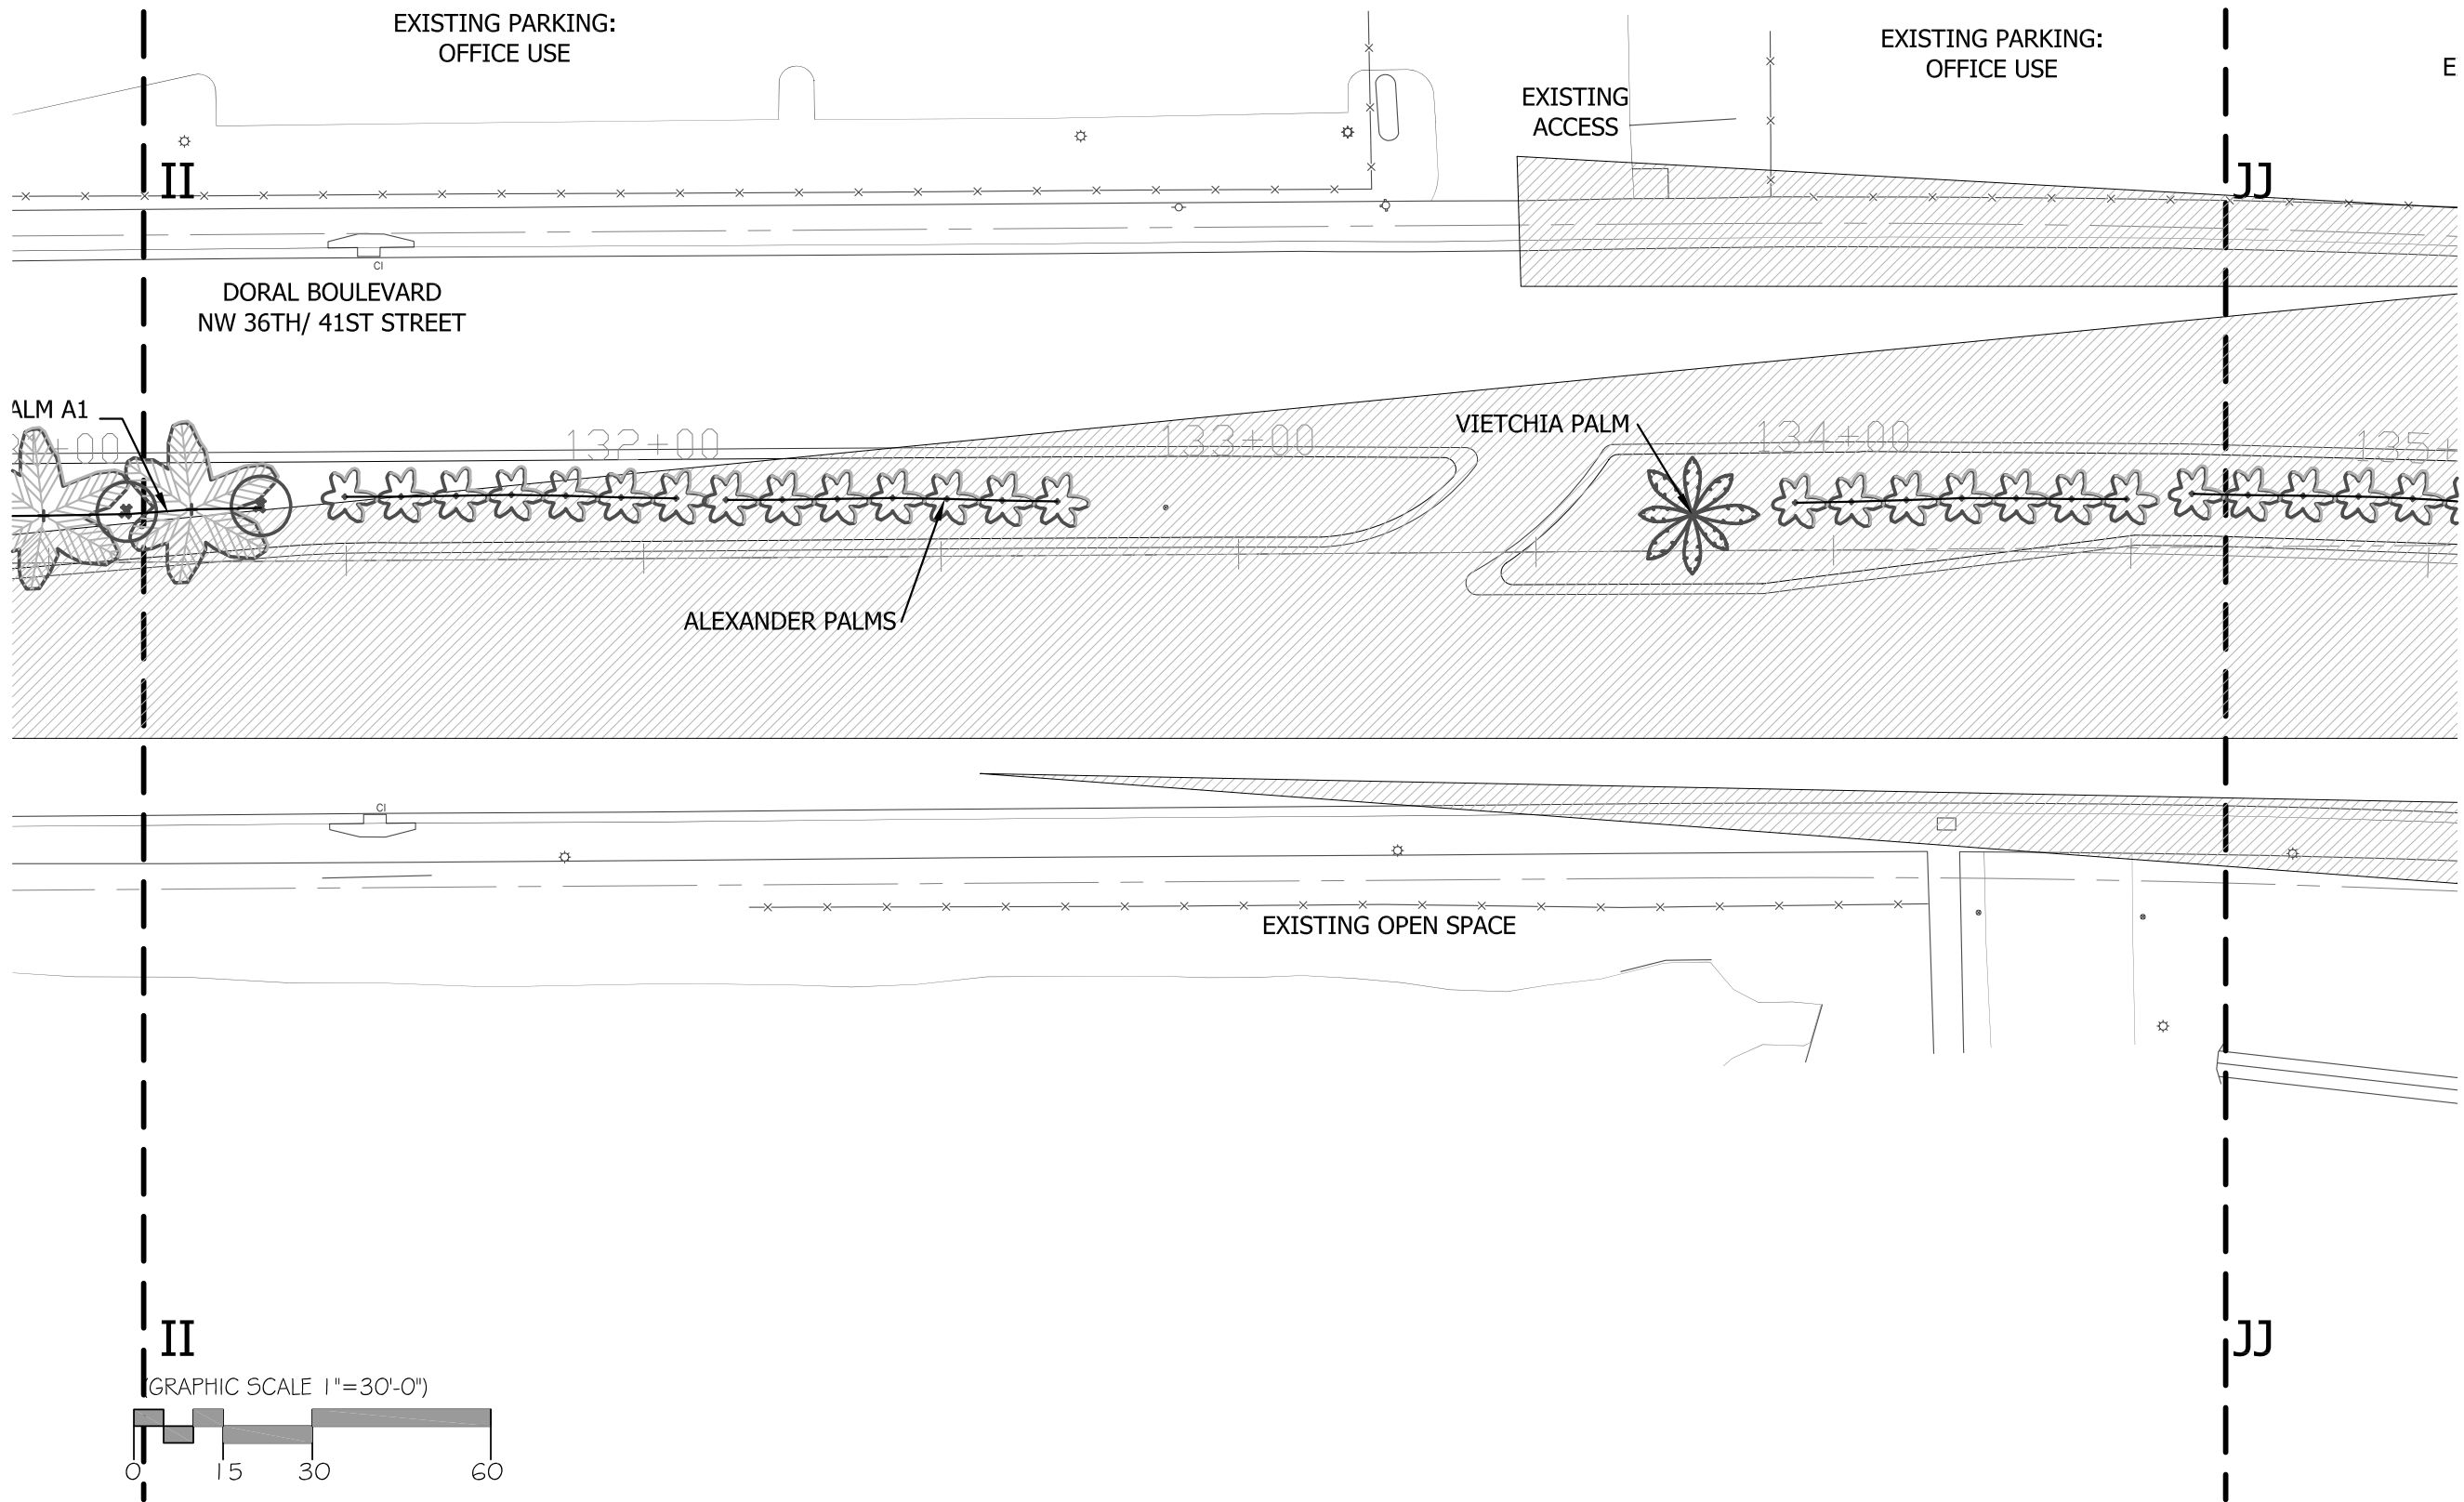 EXISTING PARKING:
OFFICE USE
EXISTING PARKING:
OFFICE USE
E
EXISTING
ACCESS
II
JJ
CI
DORAL BOULEVARD
NW 36TH/ 41ST STREET
ALM A1
VIETCHIA PALM
+00
132+00
133+00
134+00
135+
ALEXANDER PALMS
CI
EXISTING OPEN SPACE
II
JJ
(GRAPHIC SCALE 1"=30'-0")
0 15 30 60